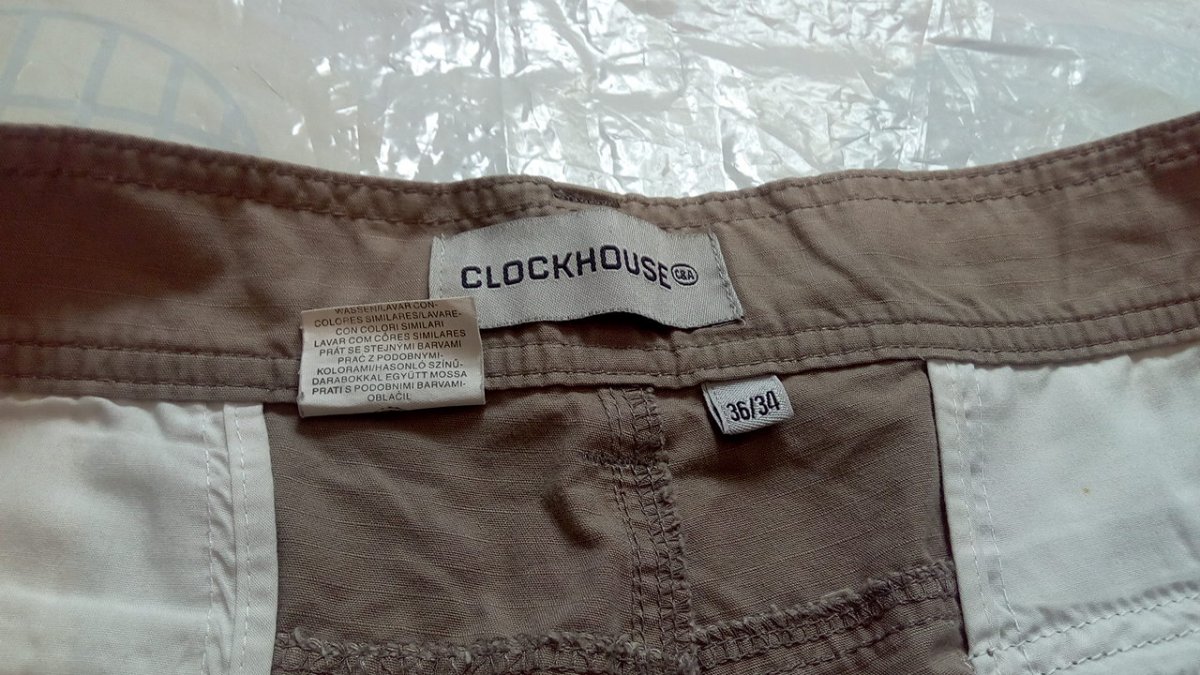 CLOCKHOUSE C&A
WASSEN/LAVAR CON-
COLORES SIMILARES/LAVARE-
CON COLORI SIMILARI
LAVAR COM CÔRES SIMILARES
PRÁT SE STEJNÝMI BARVAMI
PRAĆ Z PODOBNYMI-
KOLORAMI/HASONLÓ SZÍNŰ-
DARABOKKAL EGYÜTT MOSSA
PRATI S PODOBNIMI BARVAMI-
OBLAČIL
36/34